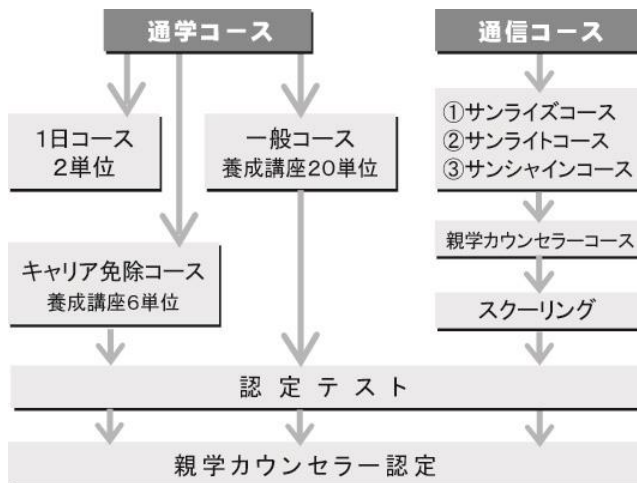 通学コース
1日コース
2単位
一般コース
養成講座20単位
キャリア免除コース
養成講座6単位
通信コース
①サンライズコース
②サンライトコース
③サンシャインコース
親学カウンセラーコース
スクーリング
認定テスト
親学カウンセラー認定